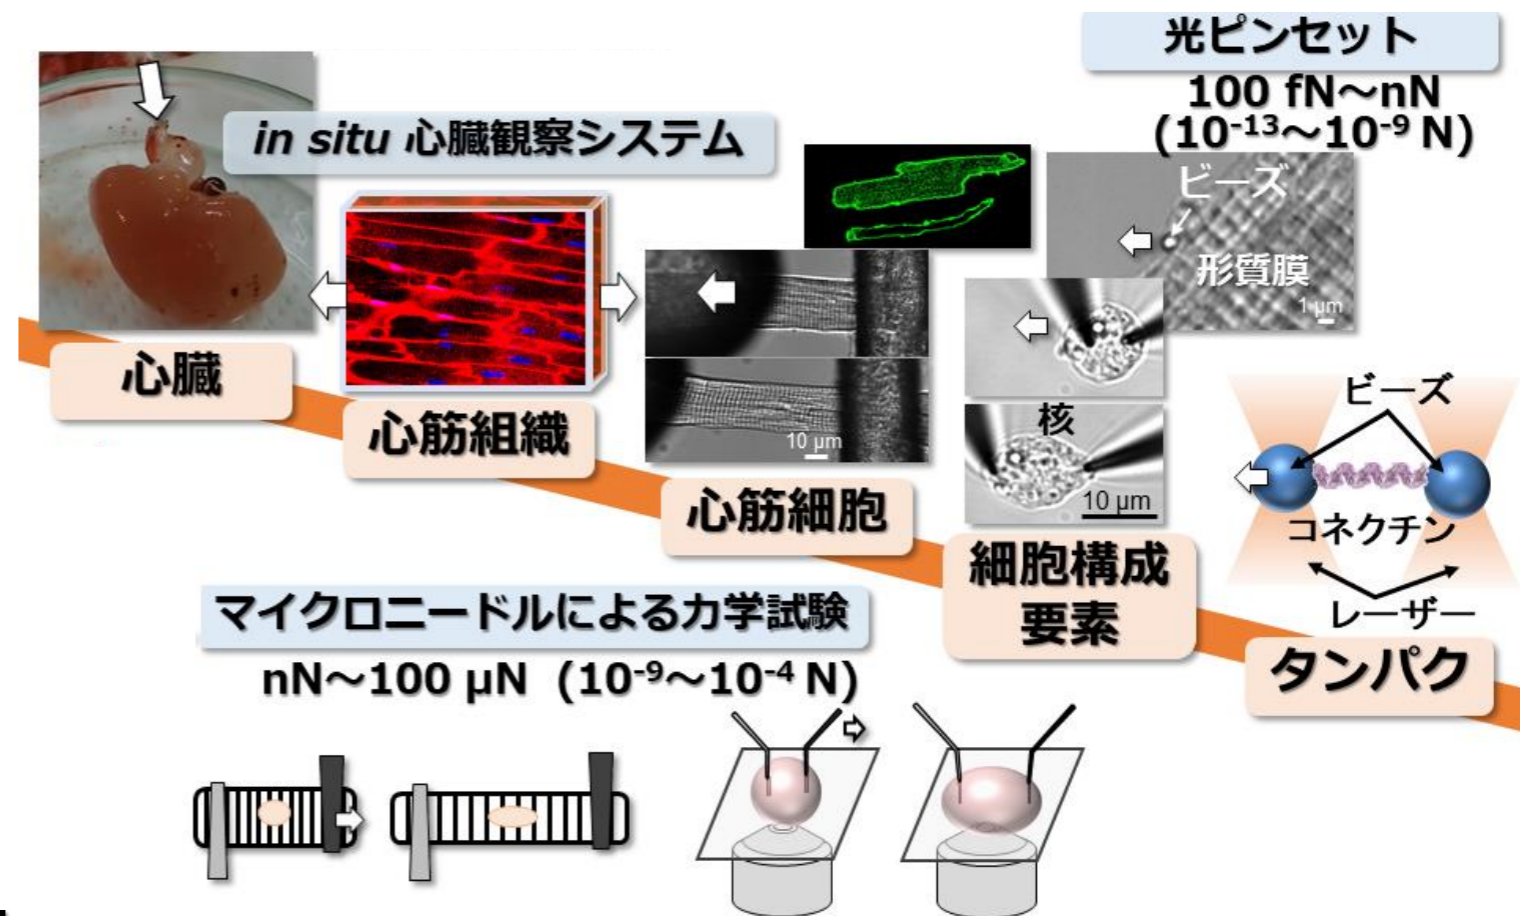 光ピンセット
100 fN～nN
(10⁻¹³～10⁻⁹ N)
in situ 心臓観察システム
ビーズ
形質膜
1 μm
心臓
心筋組織
10 μm
心筋細胞
核
10 μm
細胞構成
要素
ビーズ
コネクチン
レーザー
タンパク
マイクロニードルによる力学試験
nN～100 μN (10⁻⁹～10⁻⁴ N)